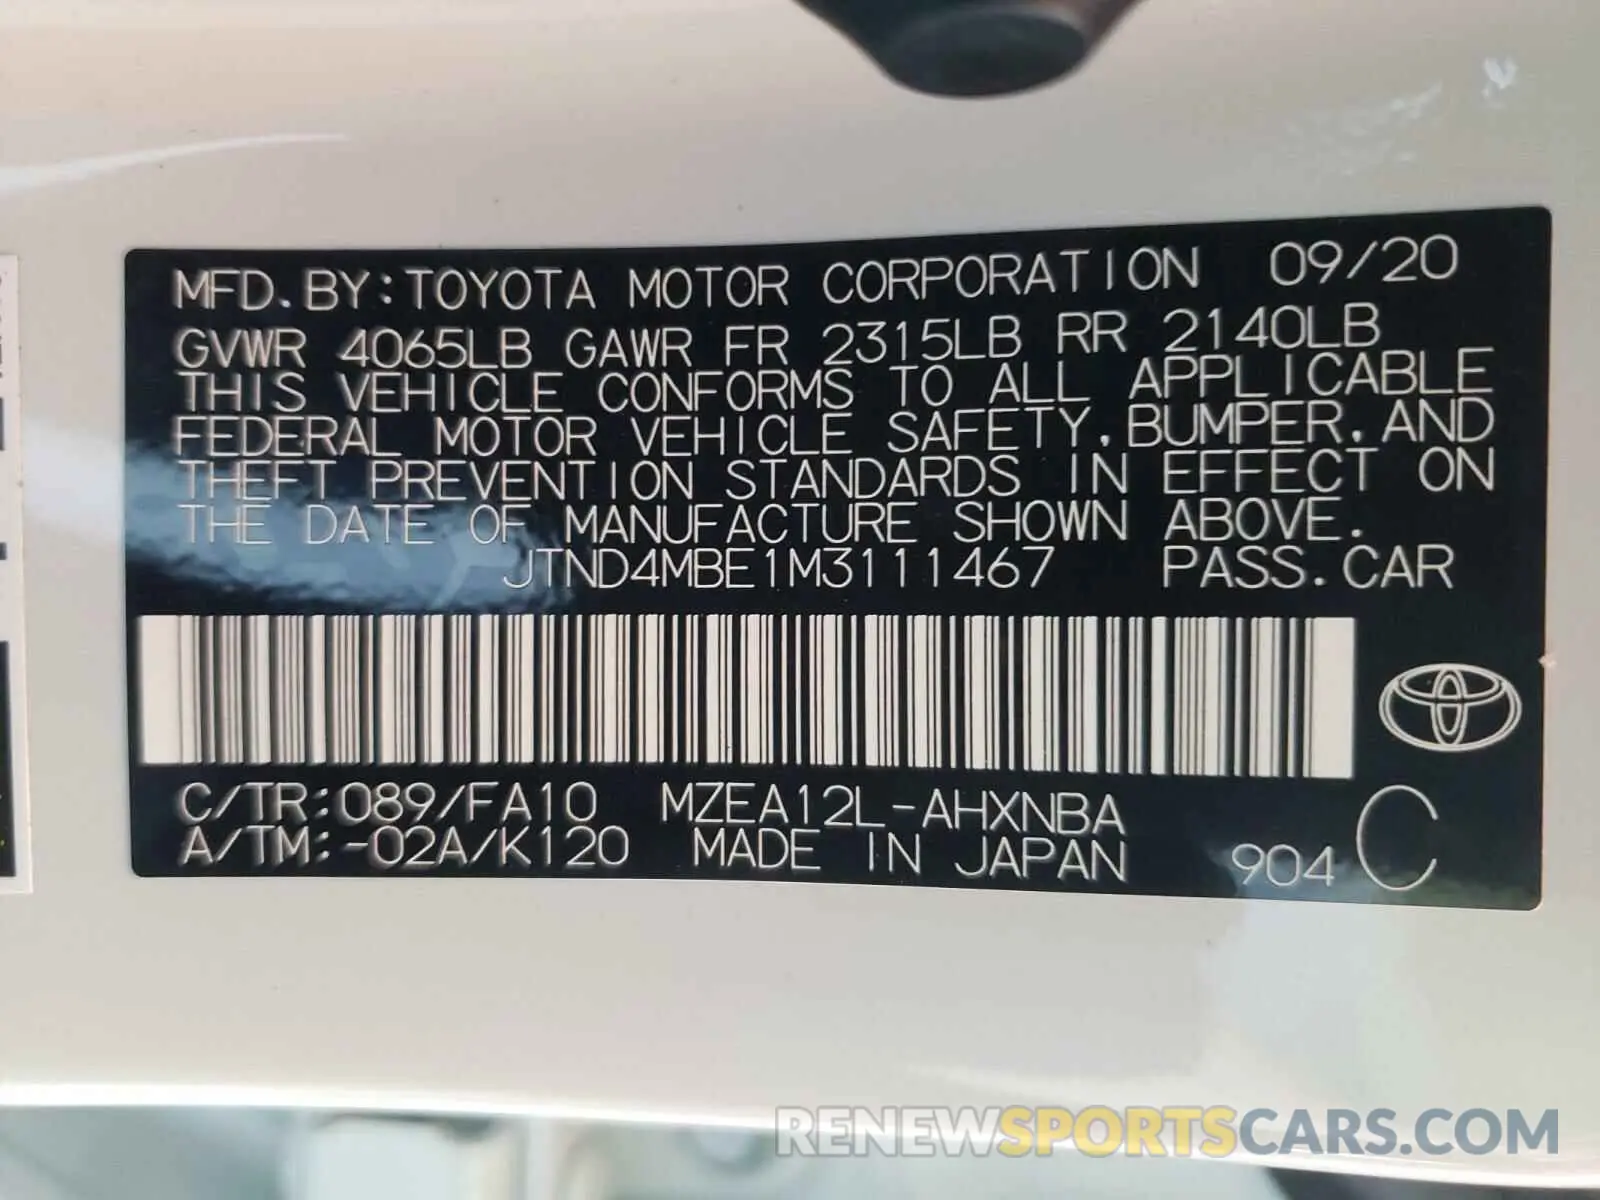 MFD.BY:TOYOTA MOTOR CORPORATION 09/20
GVWR 4065LB GAWR FR 2315LB RR 2140LB
THIS VEHICLE CONFORMS TO ALL APPLICABLE
FEDERAL MOTOR VEHICLE SAFETY, BUMPER, AND
THEFT PREVENTION STANDARDS IN EFFECT ON
THE DATE OF MANUFACTURE SHOWN ABOVE.
JTND4MBE1M3111467 PASS.CAR
C/TR:089/FA10 MZEA12L-AHXNBA
A/TM:-02A/K120 MADE IN JAPAN 904 C
RENEWSPORTSCARS.COM